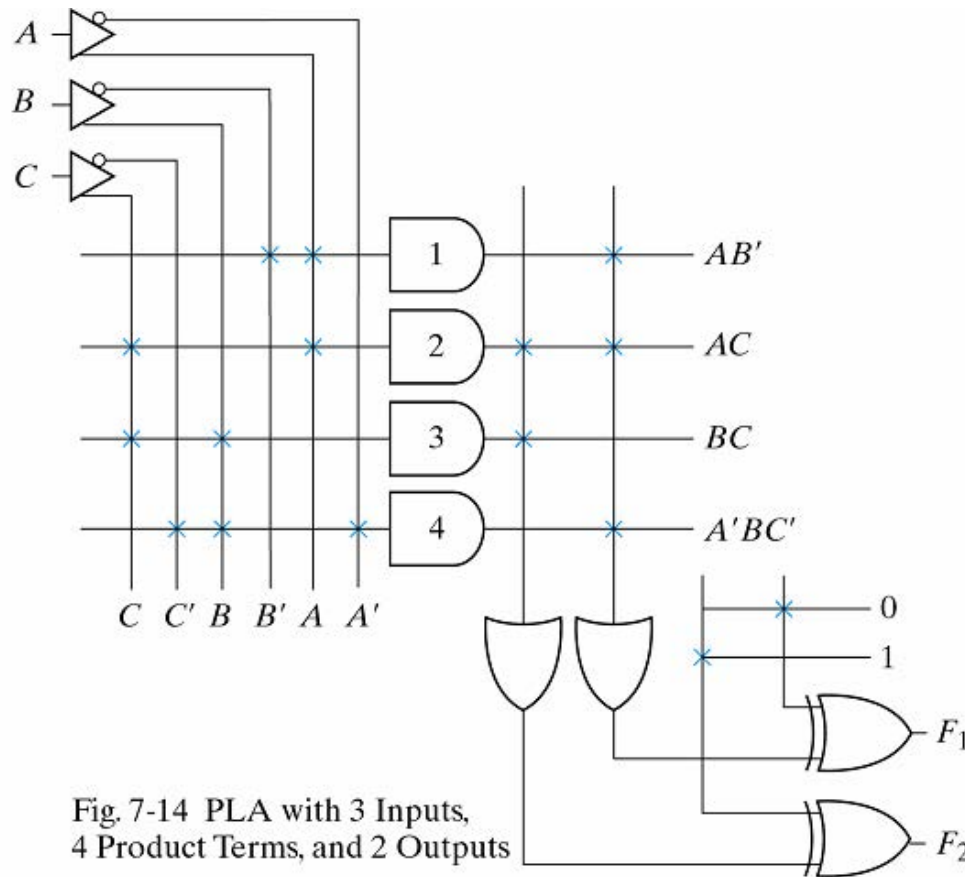 A
B
C
1
AB′
2
AC
3
BC
4
A′BC′
C C′ B B′ A A′
0
1
F1
F2
Fig. 7-14 PLA with 3 Inputs,
4 Product Terms, and 2 Outputs